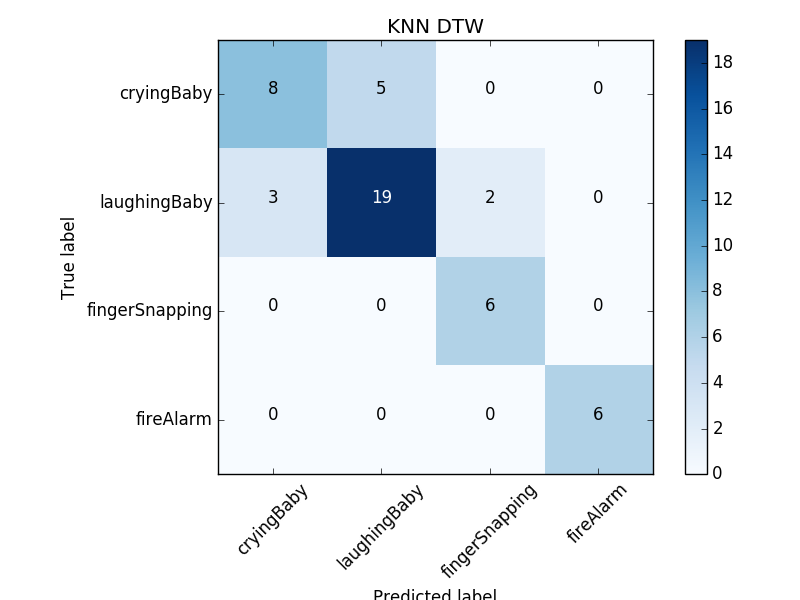 KNN DTW
cryingBaby 8 5 0 0
laughingBaby 3 19 2 0
fingerSnapping 0 0 6 0
fireAlarm 0 0 0 6
True label
cryingBaby laughingBaby fingerSnapping fireAlarm
Predicted label
18
16
14
12
10
8
6
4
2
0